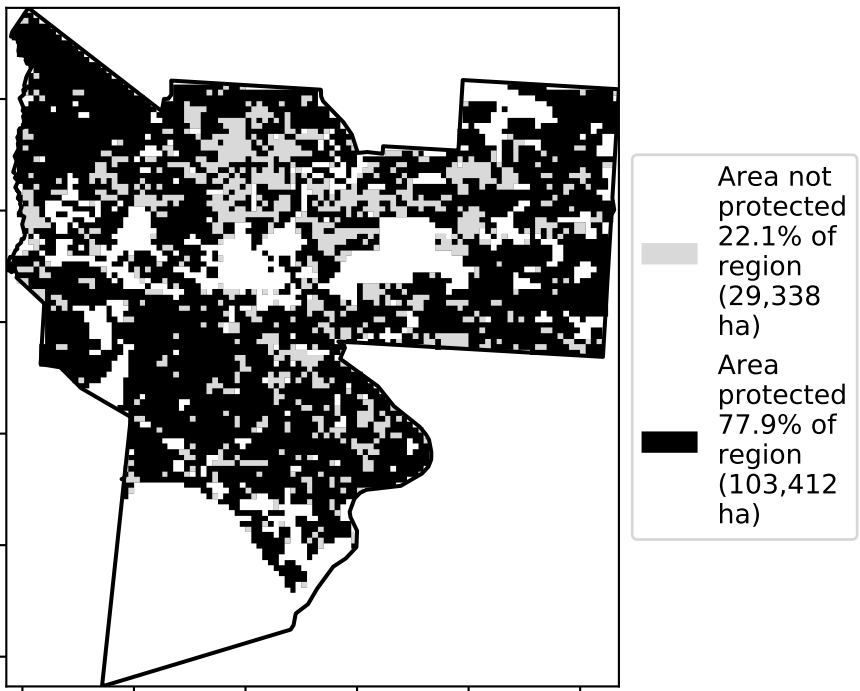 Area not
protected
22.1% of
region
(29,338
ha)
Area
protected
77.9% of
region
(103,412
ha)